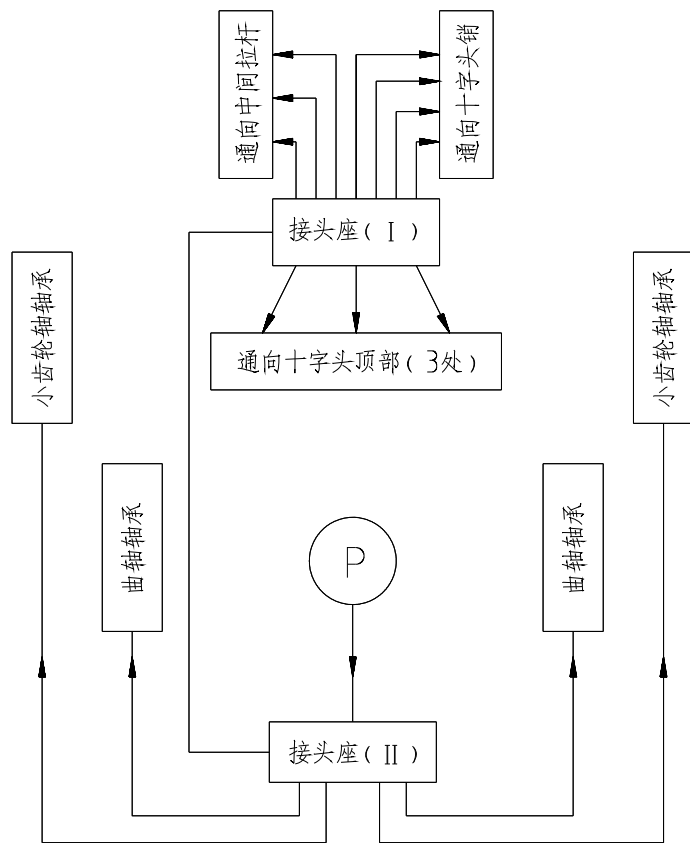 通向中间拉杆
通向十字头销
接头座(Ⅰ)
小齿轮轴轴承
小齿轮轴轴承
通向十字头顶部(3处)
曲轴轴承
曲轴轴承
P
接头座(Ⅱ)